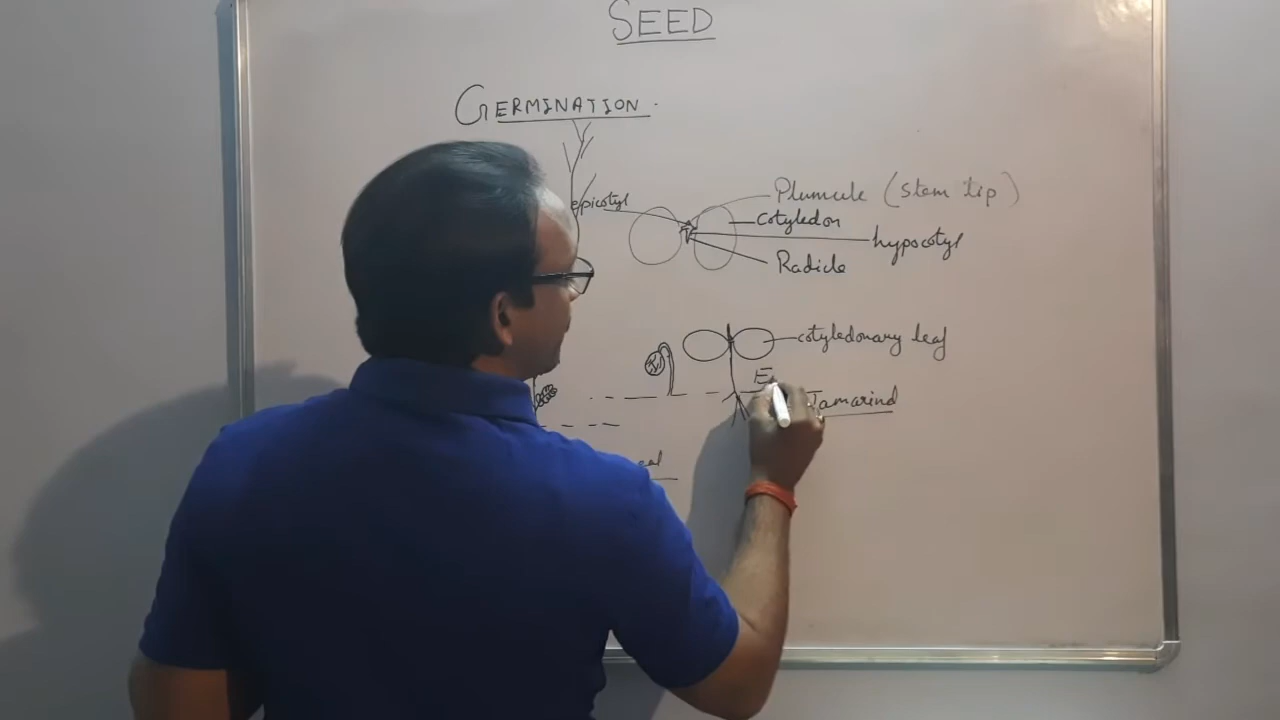 SEED
GERMINATION
Plumule (stem tip)
epicotyl
cotyledon
hypocotyl
Radicle
cotyledonary leaf
E
Tamarind